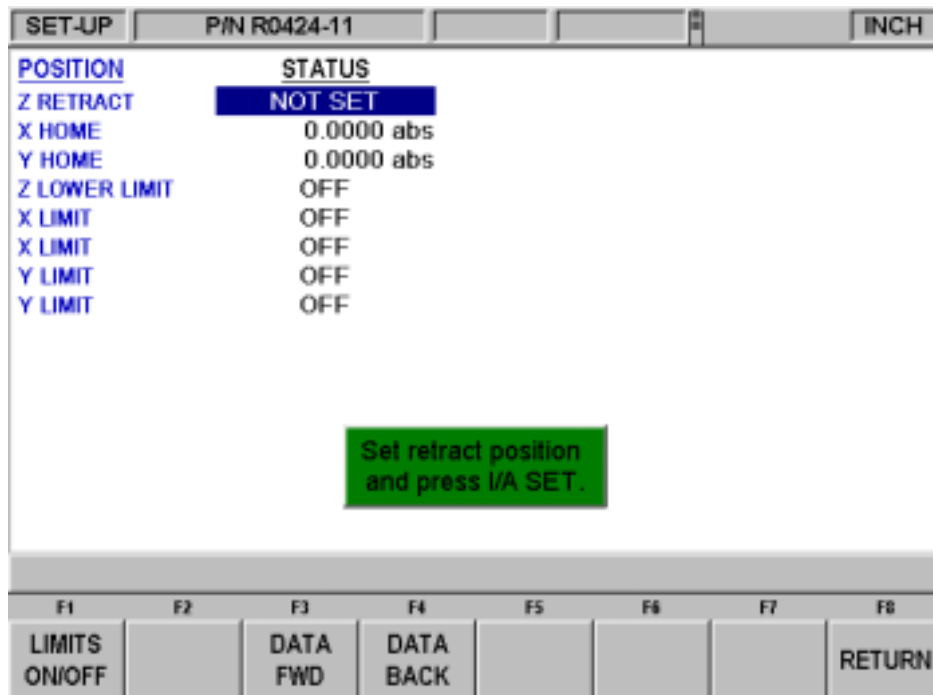 SET-UP P/N R0424-11 INCH
POSITION STATUS
Z RETRACT NOT SET
X HOME 0.0000 abs
Y HOME 0.0000 abs
Z LOWER LIMIT OFF
X LIMIT OFF
X LIMIT OFF
Y LIMIT OFF
Y LIMIT OFF
Set retract position
and press I/A SET.
F1 F2 F3 F4 F5 F6 F7 F8
LIMITS ON/OFF DATA FWD DATA BACK RETURN